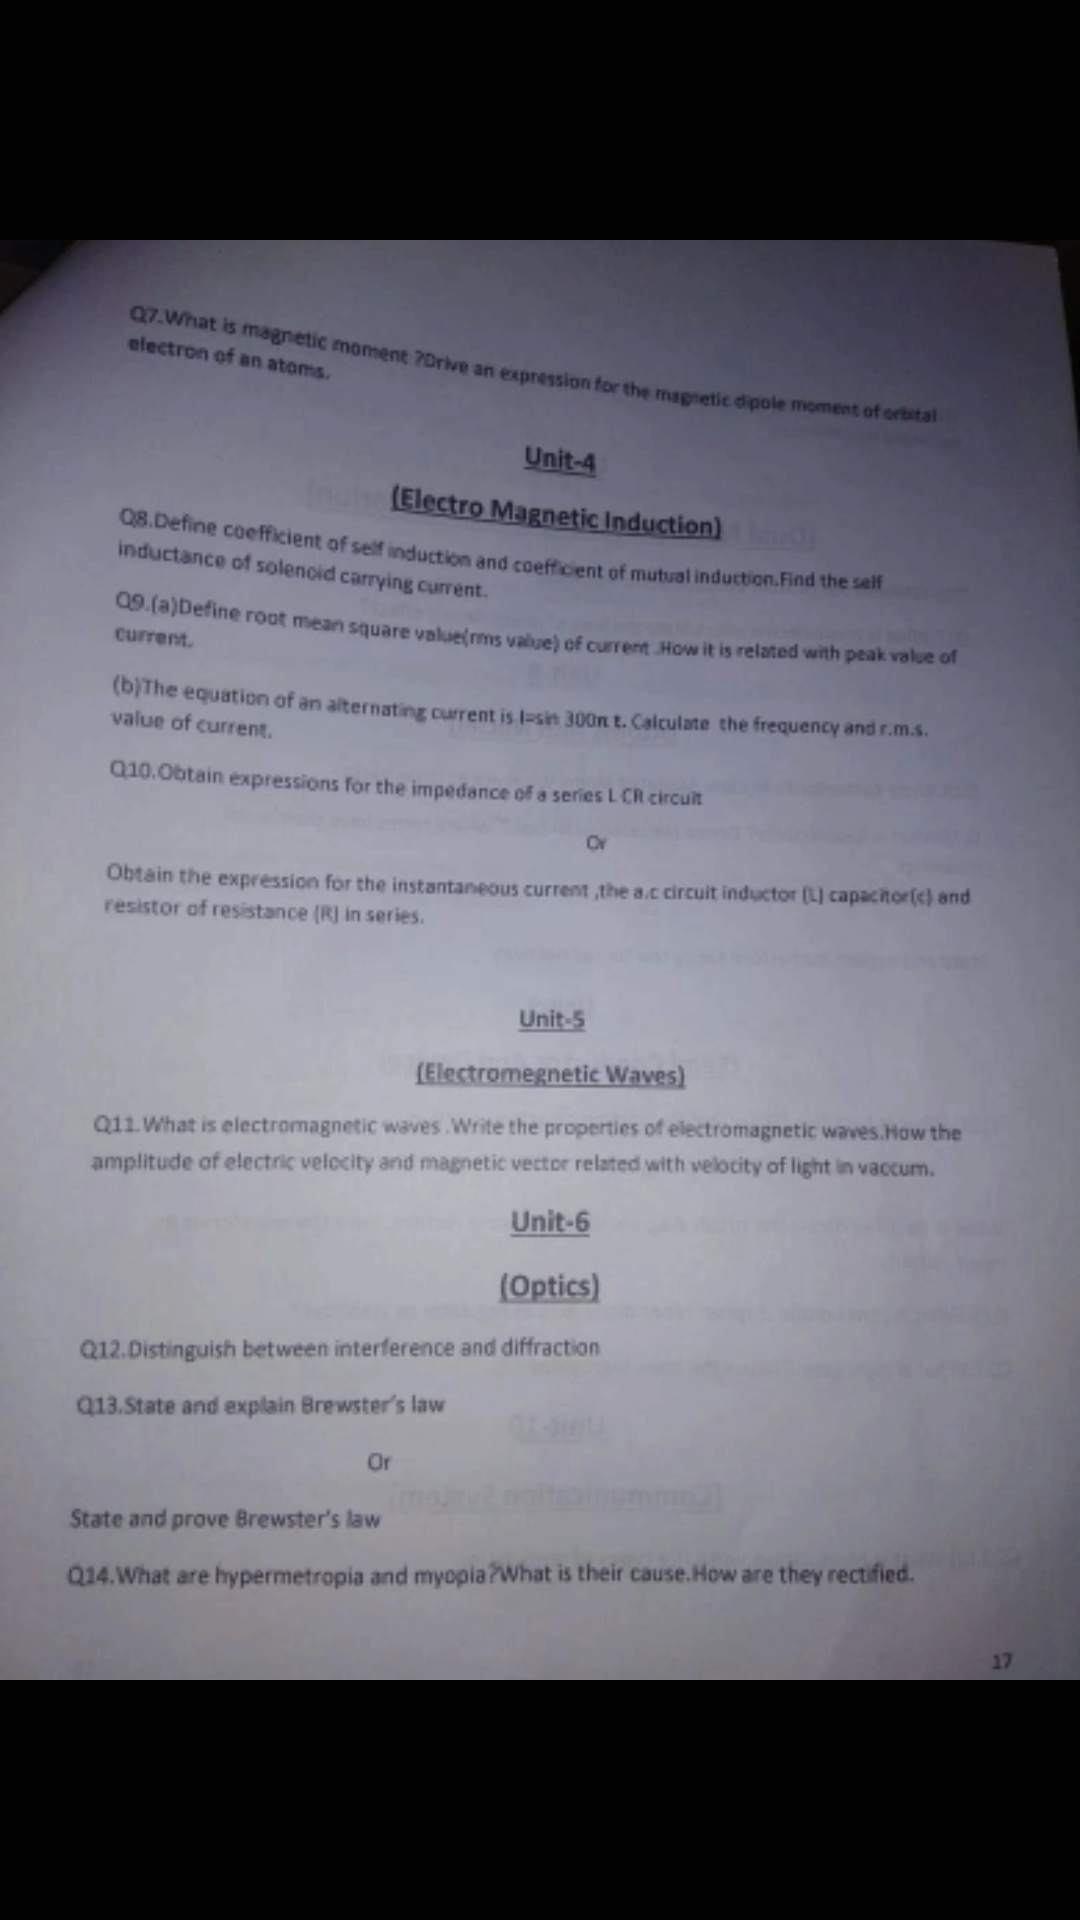 Q7.What is magnetic moment ?Drive an expression for the magnetic dipole moment of orbital
electron of an atoms.
Unit-4
(Electro Magnetic Induction)
Q8.Define coefficient of self induction and coefficient of mutual induction.Find the self
inductance of solenoid carrying current.
Q9.(a)Define root mean square value(rms value) of current .How it is related with peak value of
current.
(b)The equation of an alternating current is I=sin 300π t. Calculate the frequency and r.m.s.
value of current.
Q10.Obtain expressions for the impedance of a series L CR circuit
Or
Obtain the expression for the instantaneous current ,the a.c circuit inductor (L) capacitor(c) and
resistor of resistance (R) in series.
Unit-5
(Electromegnetic Waves)
Q11.What is electromagnetic waves .Write the properties of electromagnetic waves.How the
amplitude of electric velocity and magnetic vector related with velocity of light in vaccum.
Unit-6
(Optics)
Q12.Distinguish between interference and diffraction
Q13.State and explain Brewster's law
Or
State and prove Brewster's law
Q14.What are hypermetropia and myopia?What is their cause.How are they rectified.
17